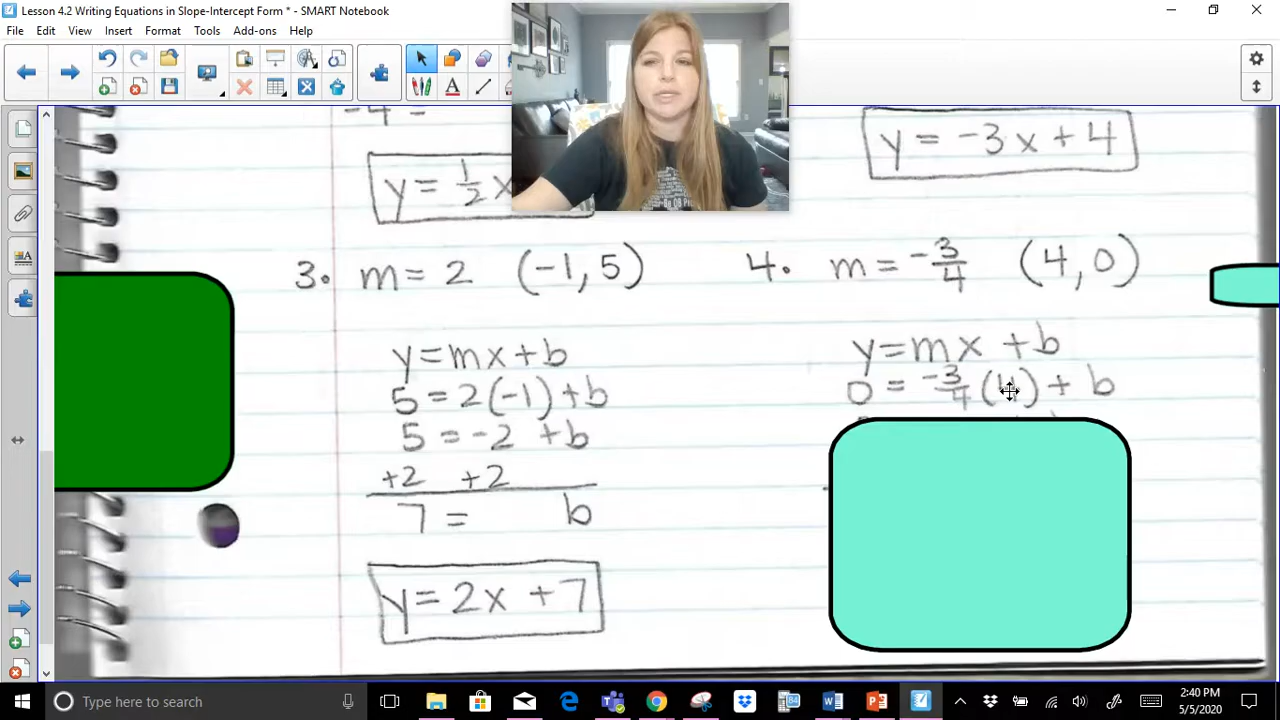 Lesson 4.2 Writing Equations in Slope-Intercept Form * - SMART Notebook
File Edit View Insert Format Tools Add-ons Help
-4 =
y = 1/2 x
y = -3x + 4
3. m = 2 (-1, 5)
y = mx + b
5 = 2(-1) + b
5 = -2 + b
+2 +2
7 = b
y = 2x + 7
4. m = -3/4 (4, 0)
y = mx + b
0 = -3/4 (4) + b
Type here to search
2:40 PM
5/5/2020